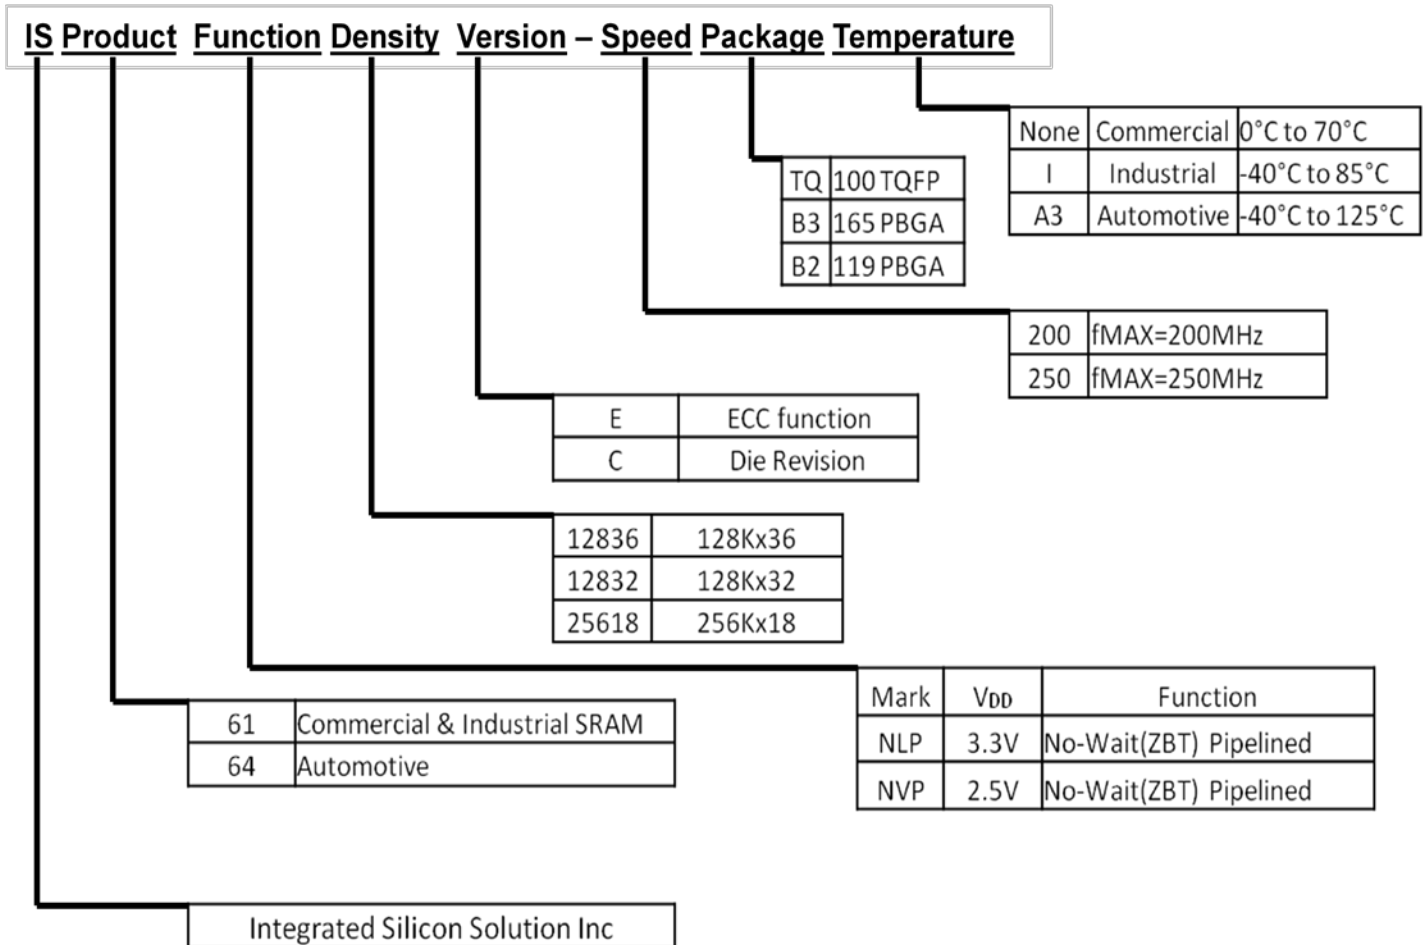 IS Product Function Density Version – Speed Package Temperature
None Commercial 0°C to 70°C
I Industrial -40°C to 85°C
A3 Automotive -40°C to 125°C
TQ 100 TQFP
B3 165 PBGA
B2 119 PBGA
200 fMAX=200MHz
250 fMAX=250MHz
E ECC function
C Die Revision
12836 128Kx36
12832 128Kx32
25618 256Kx18
Mark VDD Function
NLP 3.3V No-Wait(ZBT) Pipelined
NVP 2.5V No-Wait(ZBT) Pipelined
61 Commercial & Industrial SRAM
64 Automotive
Integrated Silicon Solution Inc